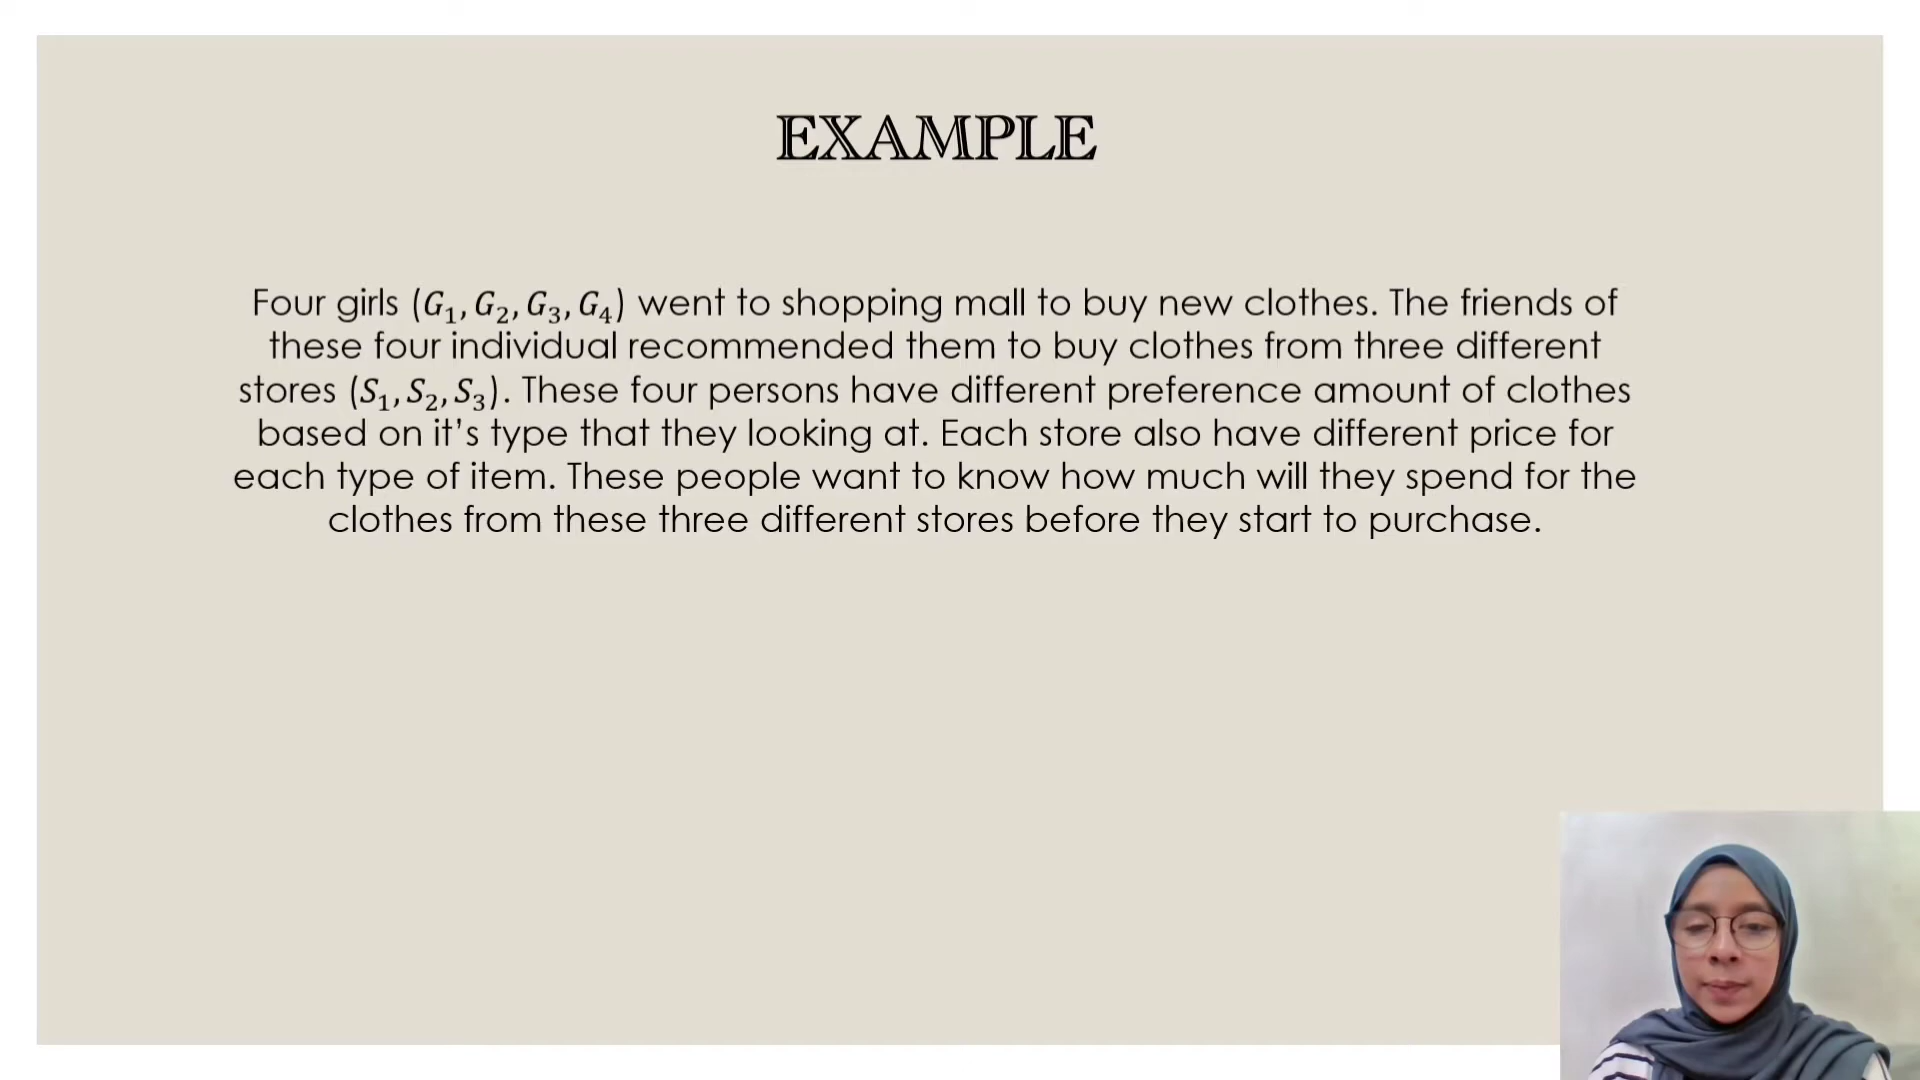 EXAMPLE
Four girls (G₁, G₂, G₃, G₄) went to shopping mall to buy new clothes. The friends of
these four individual recommended them to buy clothes from three different
stores (S₁, S₂, S₃). These four persons have different preference amount of clothes
based on it’s type that they looking at. Each store also have different price for
each type of item. These people want to know how much will they spend for the
clothes from these three different stores before they start to purchase.